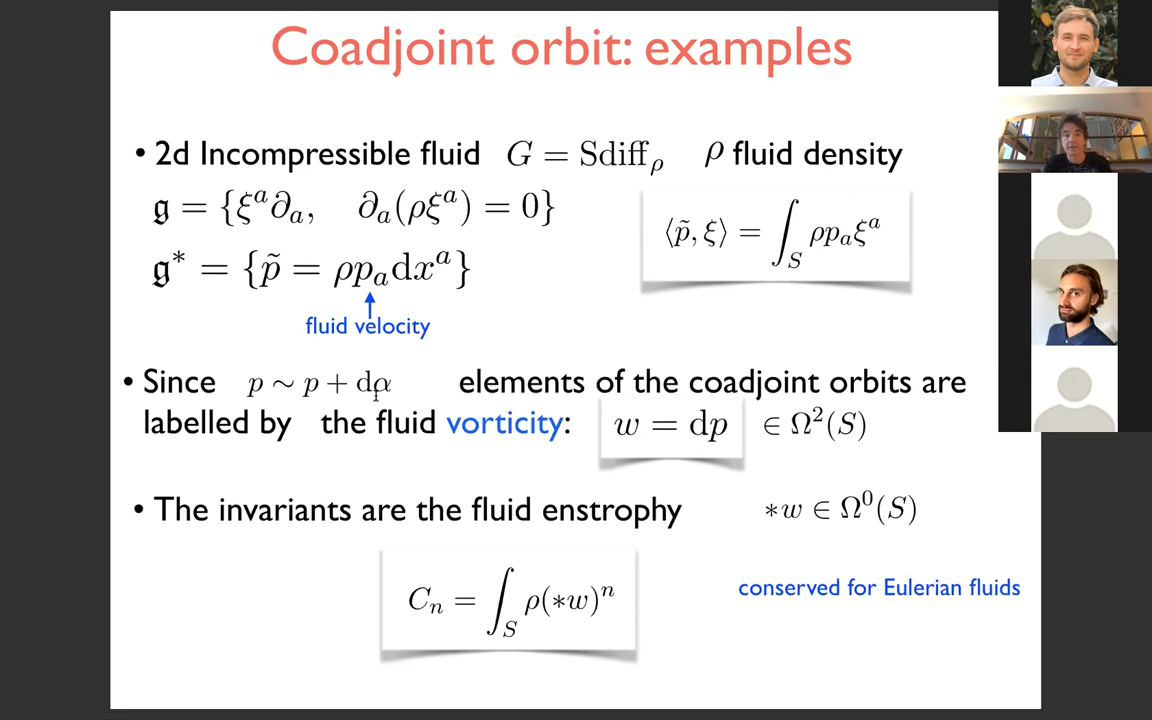 Coadjoint orbit: examples
• 2d Incompressible fluid G = Sdiff_ρ ρ fluid density
𝔤 = {ξ^a ∂_a, ∂_a(ρξ^a) = 0}
⟨p̃, ξ⟩ = ∫_S ρp_a ξ^a
𝔤* = {p̃ = ρp_a dx^a}
fluid velocity
• Since p ∼ p + dα elements of the coadjoint orbits are
labelled by the fluid vorticity: w = dp ∈ Ω²(S)
• The invariants are the fluid enstrophy ∗w ∈ Ω⁰(S)
C_n = ∫_S ρ(∗w)^n
conserved for Eulerian fluids